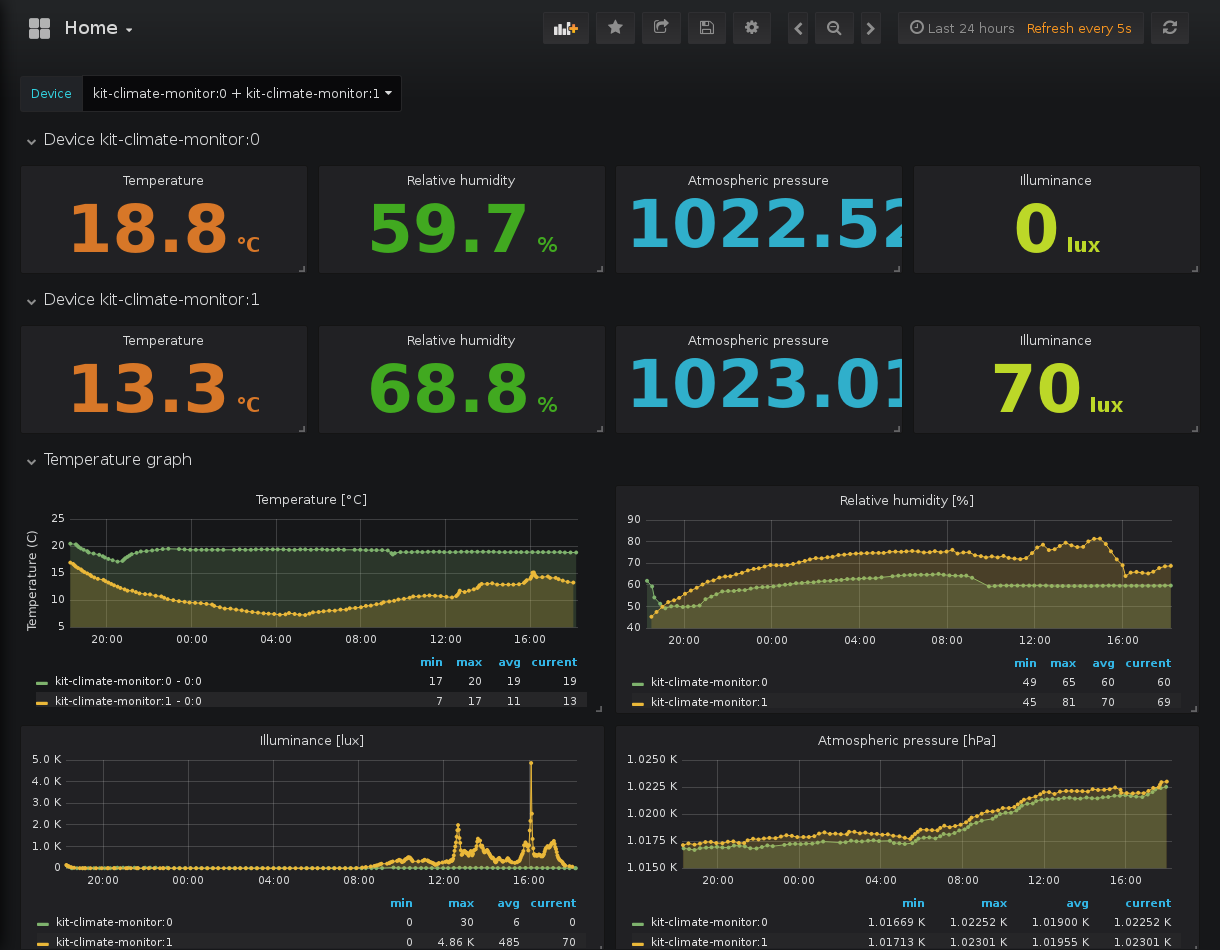 Home
Last 24 hours Refresh every 5s
Device kit-climate-monitor:0 + kit-climate-monitor:1
Device kit-climate-monitor:0
Temperature Relative humidity Atmospheric pressure Illuminance
18.8 °C 59.7 % 1022.52 0 lux
Device kit-climate-monitor:1
Temperature Relative humidity Atmospheric pressure Illuminance
13.3 °C 68.8 % 1023.01 70 lux
Temperature graph
Temperature [°C]
Temperature (C)
25
20
15
10
5
20:00 00:00 04:00 08:00 12:00 16:00
min max avg current
kit-climate-monitor:0 - 0:0 17 20 19 19
kit-climate-monitor:1 - 0:0 7 17 11 13
Relative humidity [%]
90
80
70
60
50
40
20:00 00:00 04:00 08:00 12:00 16:00
min max avg current
kit-climate-monitor:0 49 65 60 60
kit-climate-monitor:1 45 81 70 69
Illuminance [lux]
5.0 K
4.0 K
3.0 K
2.0 K
1.0 K
0
20:00 00:00 04:00 08:00 12:00 16:00
min max avg current
kit-climate-monitor:0 0 30 6 0
kit-climate-monitor:1 0 4.86 K 485 70
Atmospheric pressure [hPa]
1.0250 K
1.0225 K
1.0200 K
1.0175 K
1.0150 K
20:00 00:00 04:00 08:00 12:00 16:00
min max avg current
kit-climate-monitor:0 1.01669 K 1.02252 K 1.01900 K 1.02252 K
kit-climate-monitor:1 1.01713 K 1.02301 K 1.01955 K 1.02301 K